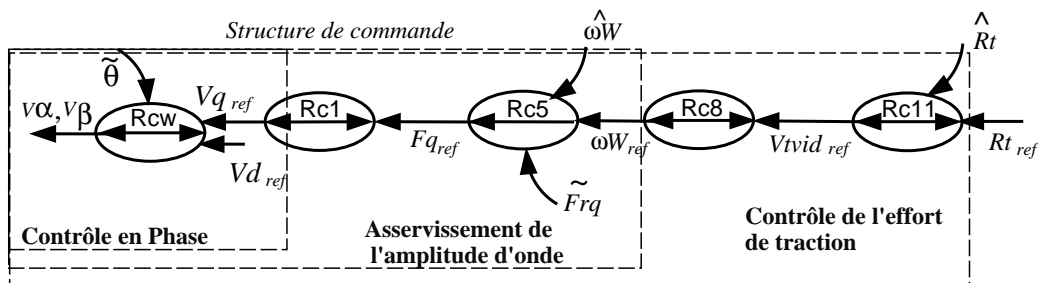 Structure de commande
ω̂W
R̂t
θ̃
vα,vβ
Rcw
Vq ref
Rc1
Rc5
Rc8
Rc11
Fq ref
ωW ref
Vtvid ref
Rt ref
Vd ref
F̃rq
Contrôle en Phase
Asservissement de
l'amplitude d'onde
Contrôle de l'effort
de traction